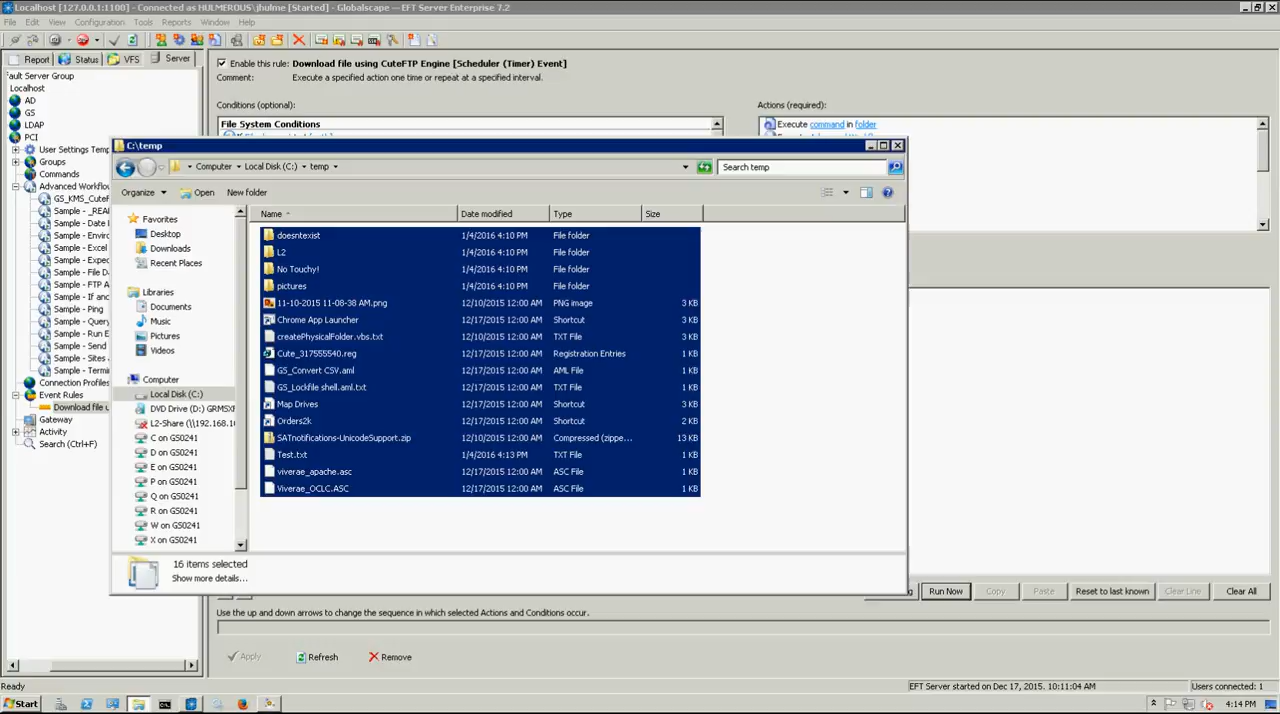 Localhost [127.0.0.1:1100] - Connected as HULMEROUS\jhulme [Started] - Globalscape - EFT Server Enterprise 7.2
File Edit View Configuration Tools Reports Window Help
Report Status VFS Server
Enable this rule: Download file using CuteFTP Engine [Scheduler (Timer) Event]
Comment: Execute a specified action one time or repeat at a specified interval.
Conditions (optional): Actions (required):
File System Conditions
Execute command in folder
fault Server Group
Localhost
AD
GS
LDAP
PCI
User Settings Temp
Groups
Commands
Advanced Workflow
GS_KMS_CuteF
Sample - _REA
Sample - Date I
Sample - Enviro
Sample - Excel
Sample - Expec
Sample - File D
Sample - FTP A
Sample - If anc
Sample - Ping
Sample - Query
Sample - Run E
Sample - Send
Sample - Sites
Sample - Termi
Connection Profiles
Event Rules
Download file u
Gateway
Activity
Search (Ctrl+F)
C:\temp
Computer Local Disk (C:) temp
Search temp
Organize Open New folder
Favorites
Desktop
Downloads
Recent Places
Libraries
Documents
Music
Pictures
Videos
Computer
Local Disk (C:)
DVD Drive (D:) GRMSXF
L2-Share (\\192.168.10
C on GS0241
D on GS0241
E on GS0241
P on GS0241
Q on GS0241
R on GS0241
W on GS0241
X on GS0241
Name Date modified Type Size
doesntexist 1/4/2016 4:10 PM File folder
L2 1/4/2016 4:10 PM File folder
No Touchy! 1/4/2016 4:10 PM File folder
pictures 1/4/2016 4:10 PM File folder
11-10-2015 11-08-38 AM.png 12/10/2015 12:00 AM PNG image 3 KB
Chrome App Launcher 12/17/2015 12:00 AM Shortcut 3 KB
createPhysicalFolder.vbs.txt 12/10/2015 12:00 AM TXT File 3 KB
Cute_317555540.reg 12/17/2015 12:00 AM Registration Entries 1 KB
GS_Convert CSV.aml 12/17/2015 12:00 AM AML File 1 KB
GS_Lockfile shell.aml.txt 12/17/2015 12:00 AM TXT File 1 KB
Map Drives 12/17/2015 12:00 AM Shortcut 3 KB
Orders2k 12/17/2015 12:00 AM Shortcut 2 KB
SATnotifications-UnicodeSupport.zip 12/10/2015 12:00 AM Compressed (zippe... 13 KB
Test.txt 1/4/2016 4:13 PM TXT File 1 KB
viverae_apache.asc 12/17/2015 12:00 AM ASC File 1 KB
Viverae_OCLC.ASC 12/17/2015 12:00 AM ASC File 1 KB
16 items selected
Show more details...
Run Now Copy Paste Reset to last known Clear Line Clear All
Use the up and down arrows to change the sequence in which selected Actions and Conditions occur.
Apply Refresh Remove
Ready
EFT Server started on Dec 17, 2015. 10:11:04 AM Users connected: 1
Start 4:14 PM